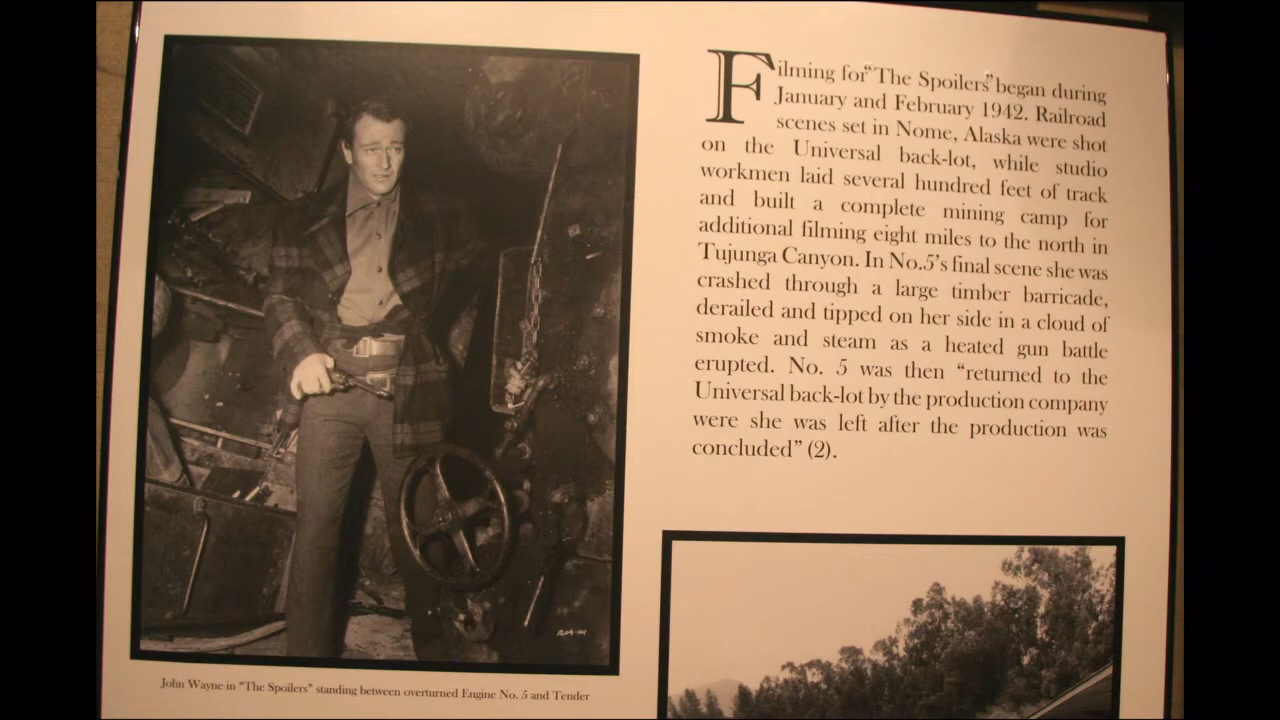 Filming for "The Spoilers" began during
January and February 1942. Railroad
scenes set in Nome, Alaska were shot
on the Universal back-lot, while studio
workmen laid several hundred feet of track
and built a complete mining camp for
additional filming eight miles to the north in
Tujunga Canyon. In No.5's final scene she was
crashed through a large timber barricade,
derailed and tipped on her side in a cloud of
smoke and steam as a heated gun battle
erupted. No. 5 was then "returned to the
Universal back-lot by the production company
were she was left after the production was
concluded" (2).
John Wayne in "The Spoilers" standing between overturned Engine No. 5 and Tender